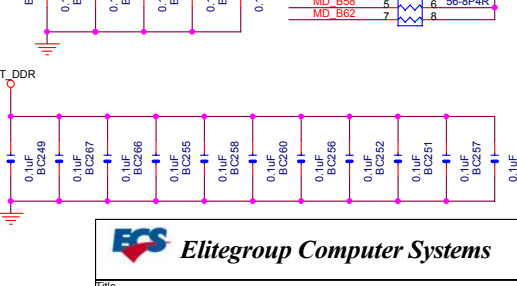 MD_B58 5 6 56-8P4R
MD_B62 7 8
T_DDR
0.1uF BC249
0.1uF BC267
0.1uF BC266
0.1uF BC255
0.1uF BC258
0.1uF BC260
0.1uF BC256
0.1uF BC252
0.1uF BC251
0.1uF BC257
0.1uF
ECS Elitegroup Computer Systems
Title